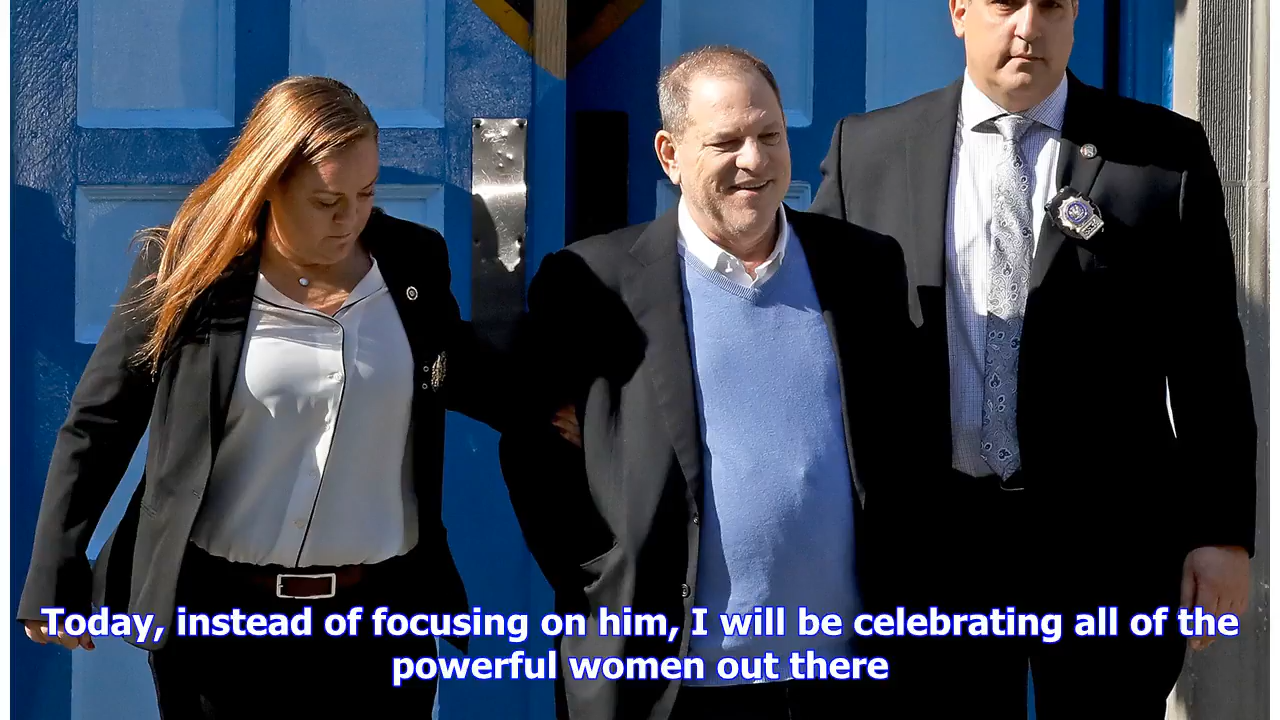 Today, instead of focusing on him, I will be celebrating all of the
powerful women out there